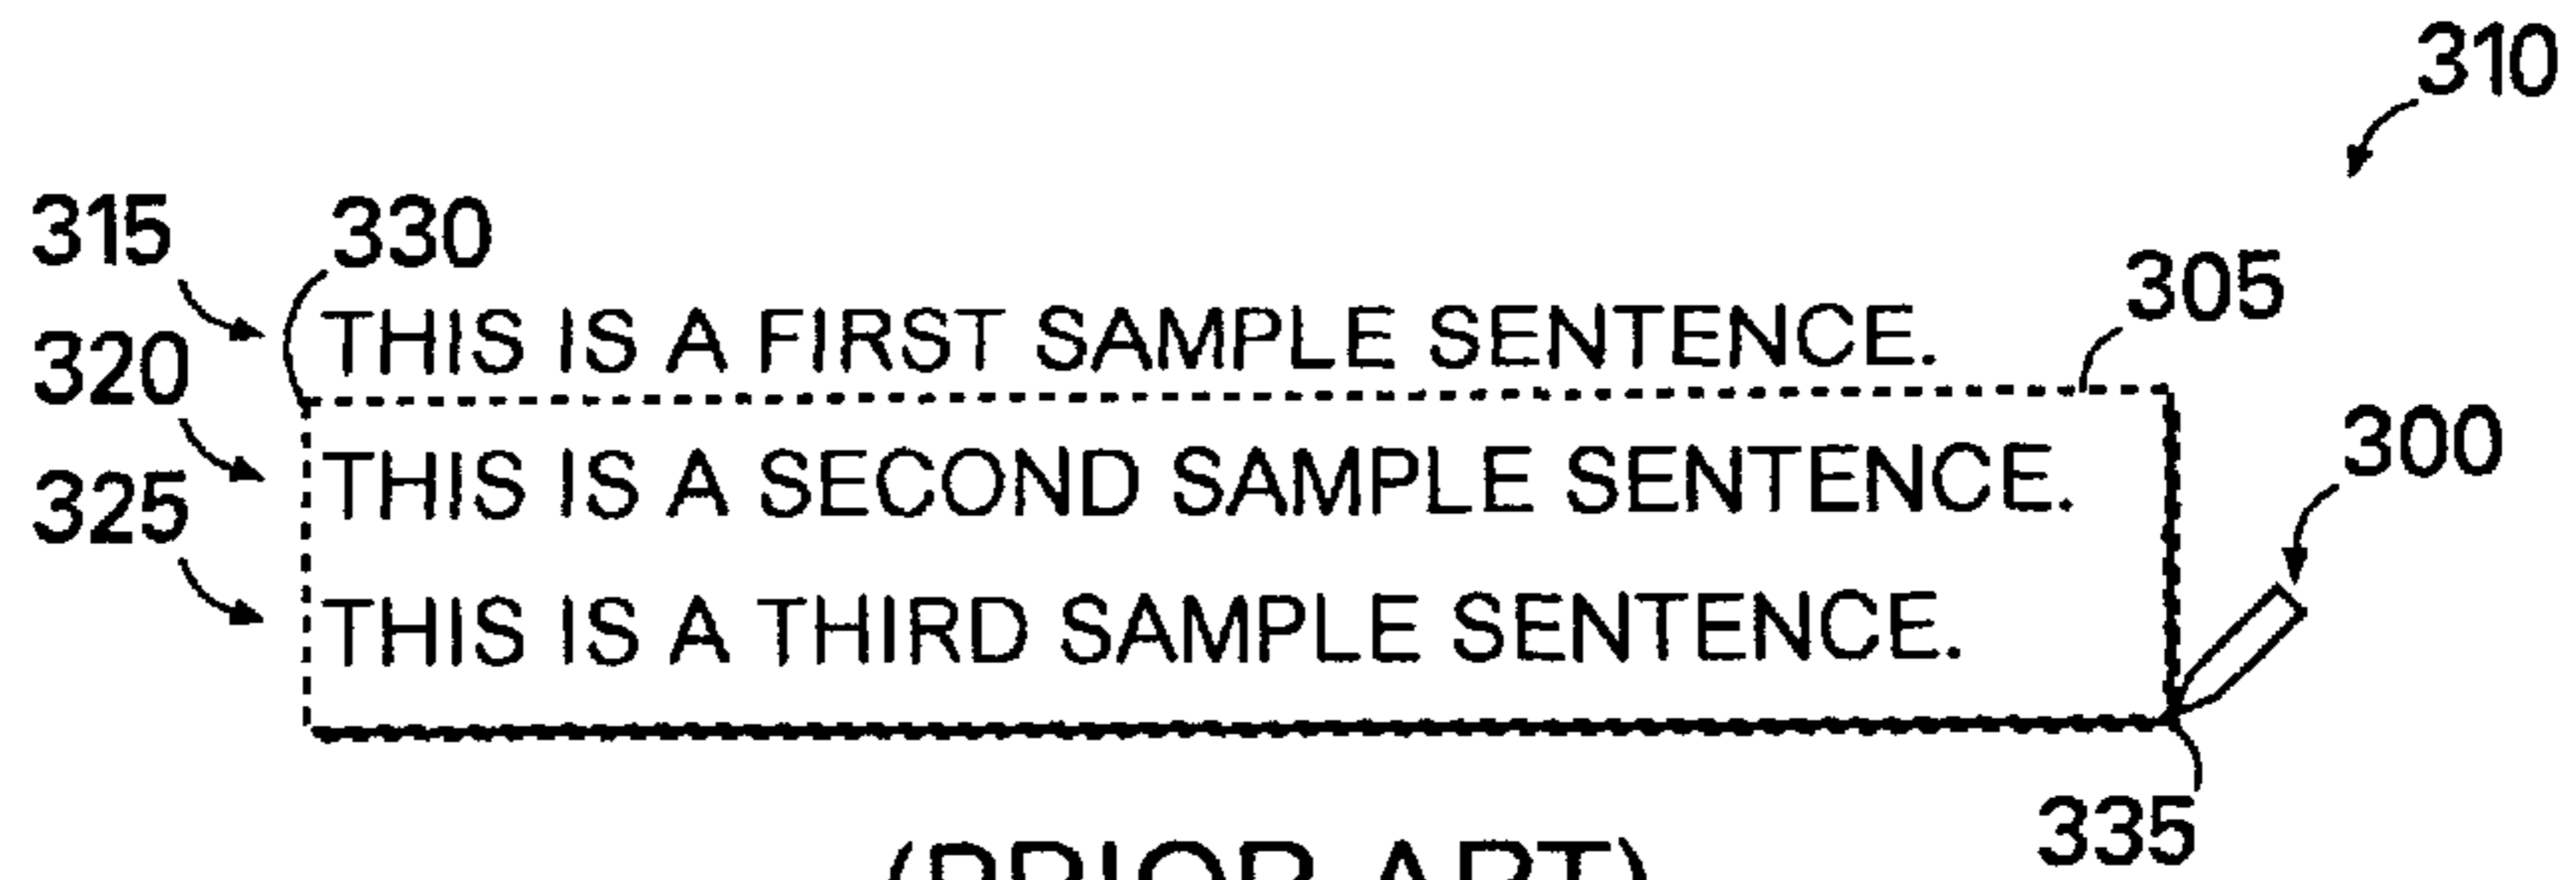 310
315
330
305
THIS IS A FIRST SAMPLE SENTENCE.
320
THIS IS A SECOND SAMPLE SENTENCE.
300
325
THIS IS A THIRD SAMPLE SENTENCE.
335
(PRIOR ART)